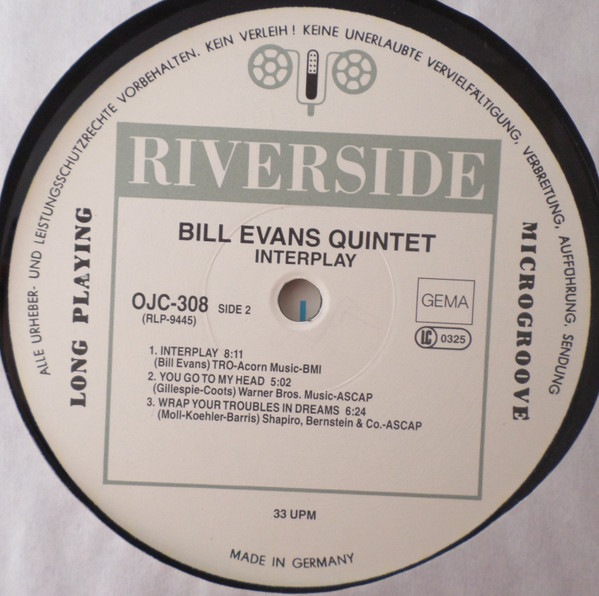 ALLE URHEBER- UND LEISTUNGSSCHUTZRECHTE VORBEHALTEN. KEIN VERLEIH! KEINE UNERLAUBTE VERVIELFÄLTIGUNG, VERBREITUNG, AUFFÜHRUNG, SENDUNG
RIVERSIDE
LONG PLAYING
MICROGROOVE
BILL EVANS QUINTET
INTERPLAY
OJC-308 SIDE 2
(RLP-9445)
GEMA
LC 0325
1. INTERPLAY 8:11
(Bill Evans) TRO-Acorn Music-BMI
2. YOU GO TO MY HEAD 5:02
(Gillespie-Coots) Warner Bros. Music-ASCAP
3. WRAP YOUR TROUBLES IN DREAMS 6:24
(Moll-Koehler-Barris) Shapiro, Bernstein & Co.-ASCAP
33 UPM
MADE IN GERMANY